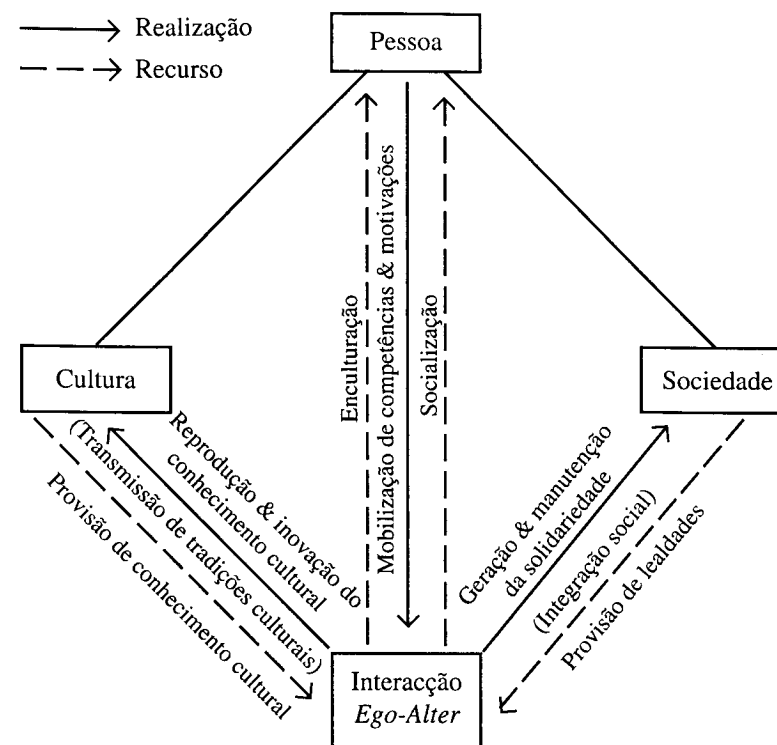 Realização
Recurso
Pessoa
Enculturação
Mobilização de competências & motivações
Socialização
Cultura
Sociedade
Reprodução & inovação do
conhecimento cultural
(Transmissão de tradições culturais)
Provisão de conhecimento cultural
Geração & manutenção
da solidariedade
(Integração social)
Provisão de lealdades
Interacção
Ego-Alter